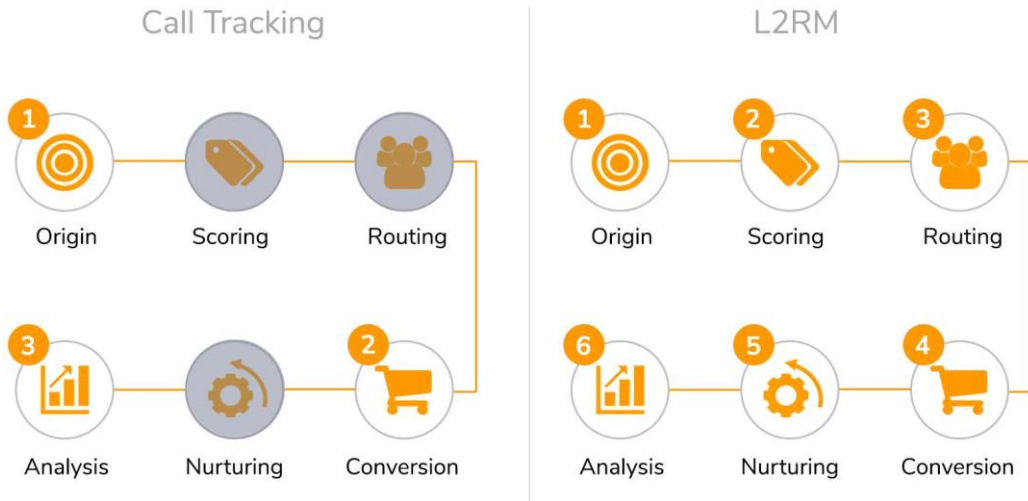 Call Tracking
1
Origin
Scoring
Routing
3
Analysis
Nurturing
2
Conversion
L2RM
1
Origin
2
Scoring
3
Routing
6
Analysis
5
Nurturing
4
Conversion